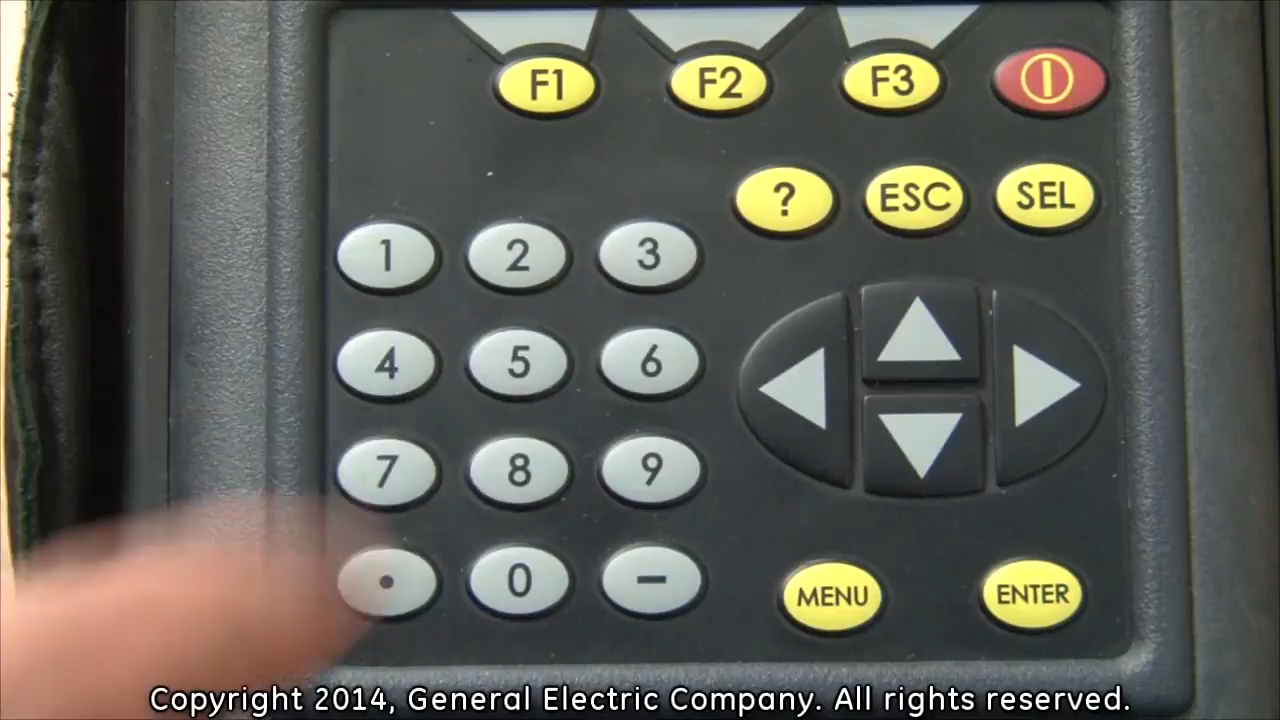 F1 F2 F3
? ESC SEL
1 2 3
4 5 6
7 8 9
. 0 -
MENU ENTER
Copyright 2014, General Electric Company. All rights reserved.